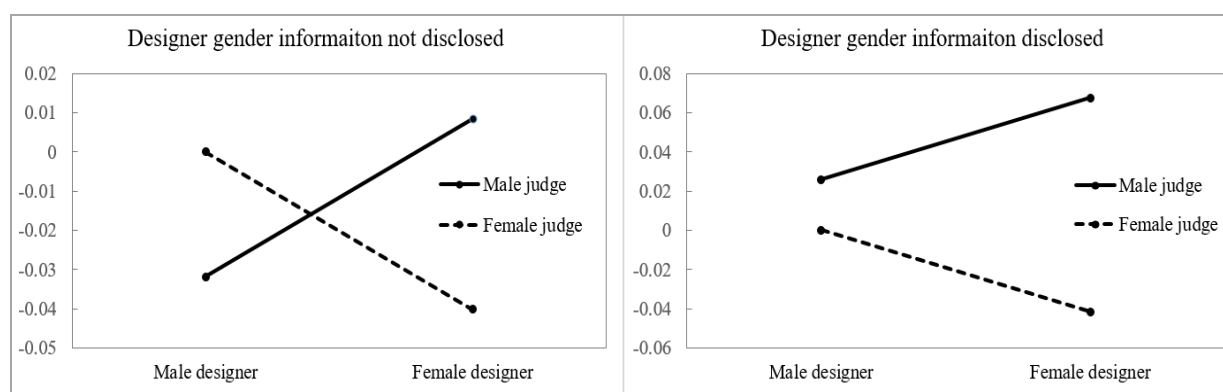 Designer gender informaiton not disclosed
0.02
0.01
0
-0.01
-0.02
-0.03
-0.04
-0.05
Male judge
Female judge
Male designer Female designer
Designer gender informaiton disclosed
0.08
0.06
0.04
0.02
0
-0.02
-0.04
-0.06
Male judge
Female judge
Male designer Female designer